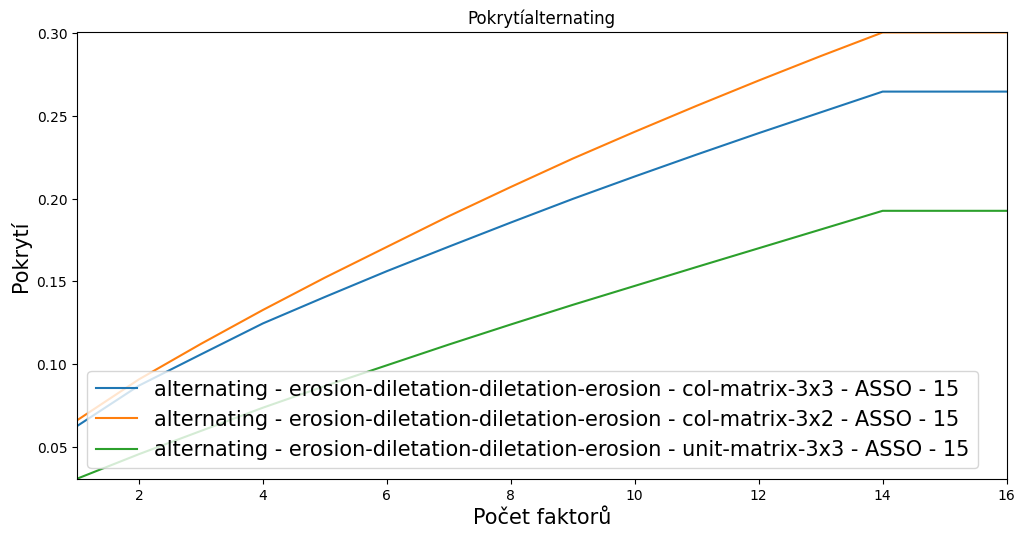 Pokrytíalternating
0.30
0.25
0.20
0.15
0.10
0.05
Pokrytí
alternating - erosion-diletation-diletation-erosion - col-matrix-3x3 - ASSO - 15
alternating - erosion-diletation-diletation-erosion - col-matrix-3x2 - ASSO - 15
alternating - erosion-diletation-diletation-erosion - unit-matrix-3x3 - ASSO - 15
2 4 6 8 10 12 14 16
Počet faktorů